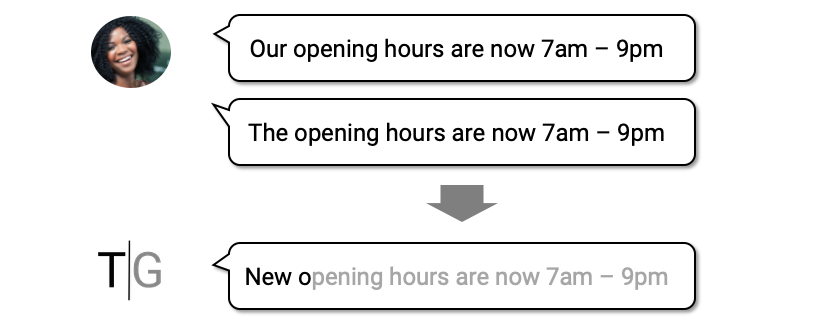 Our opening hours are now 7am – 9pm
The opening hours are now 7am – 9pm
T|G
New opening hours are now 7am – 9pm